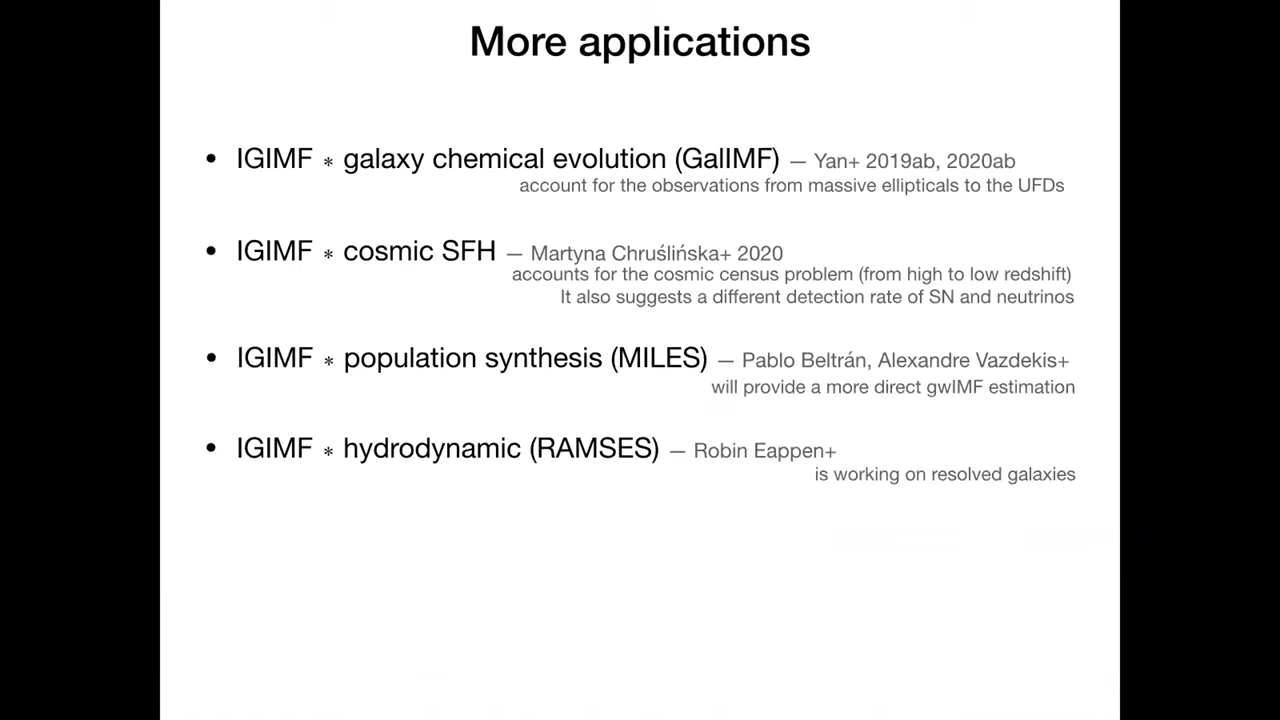 More applications
• IGIMF * galaxy chemical evolution (GalIMF) — Yan+ 2019ab, 2020ab
account for the observations from massive ellipticals to the UFDs
• IGIMF * cosmic SFH — Martyna Chruślińska+ 2020
accounts for the cosmic census problem (from high to low redshift)
It also suggests a different detection rate of SN and neutrinos
• IGIMF * population synthesis (MILES) — Pablo Beltrán, Alexandre Vazdekis+
will provide a more direct gwIMF estimation
• IGIMF * hydrodynamic (RAMSES) — Robin Eappen+
is working on resolved galaxies